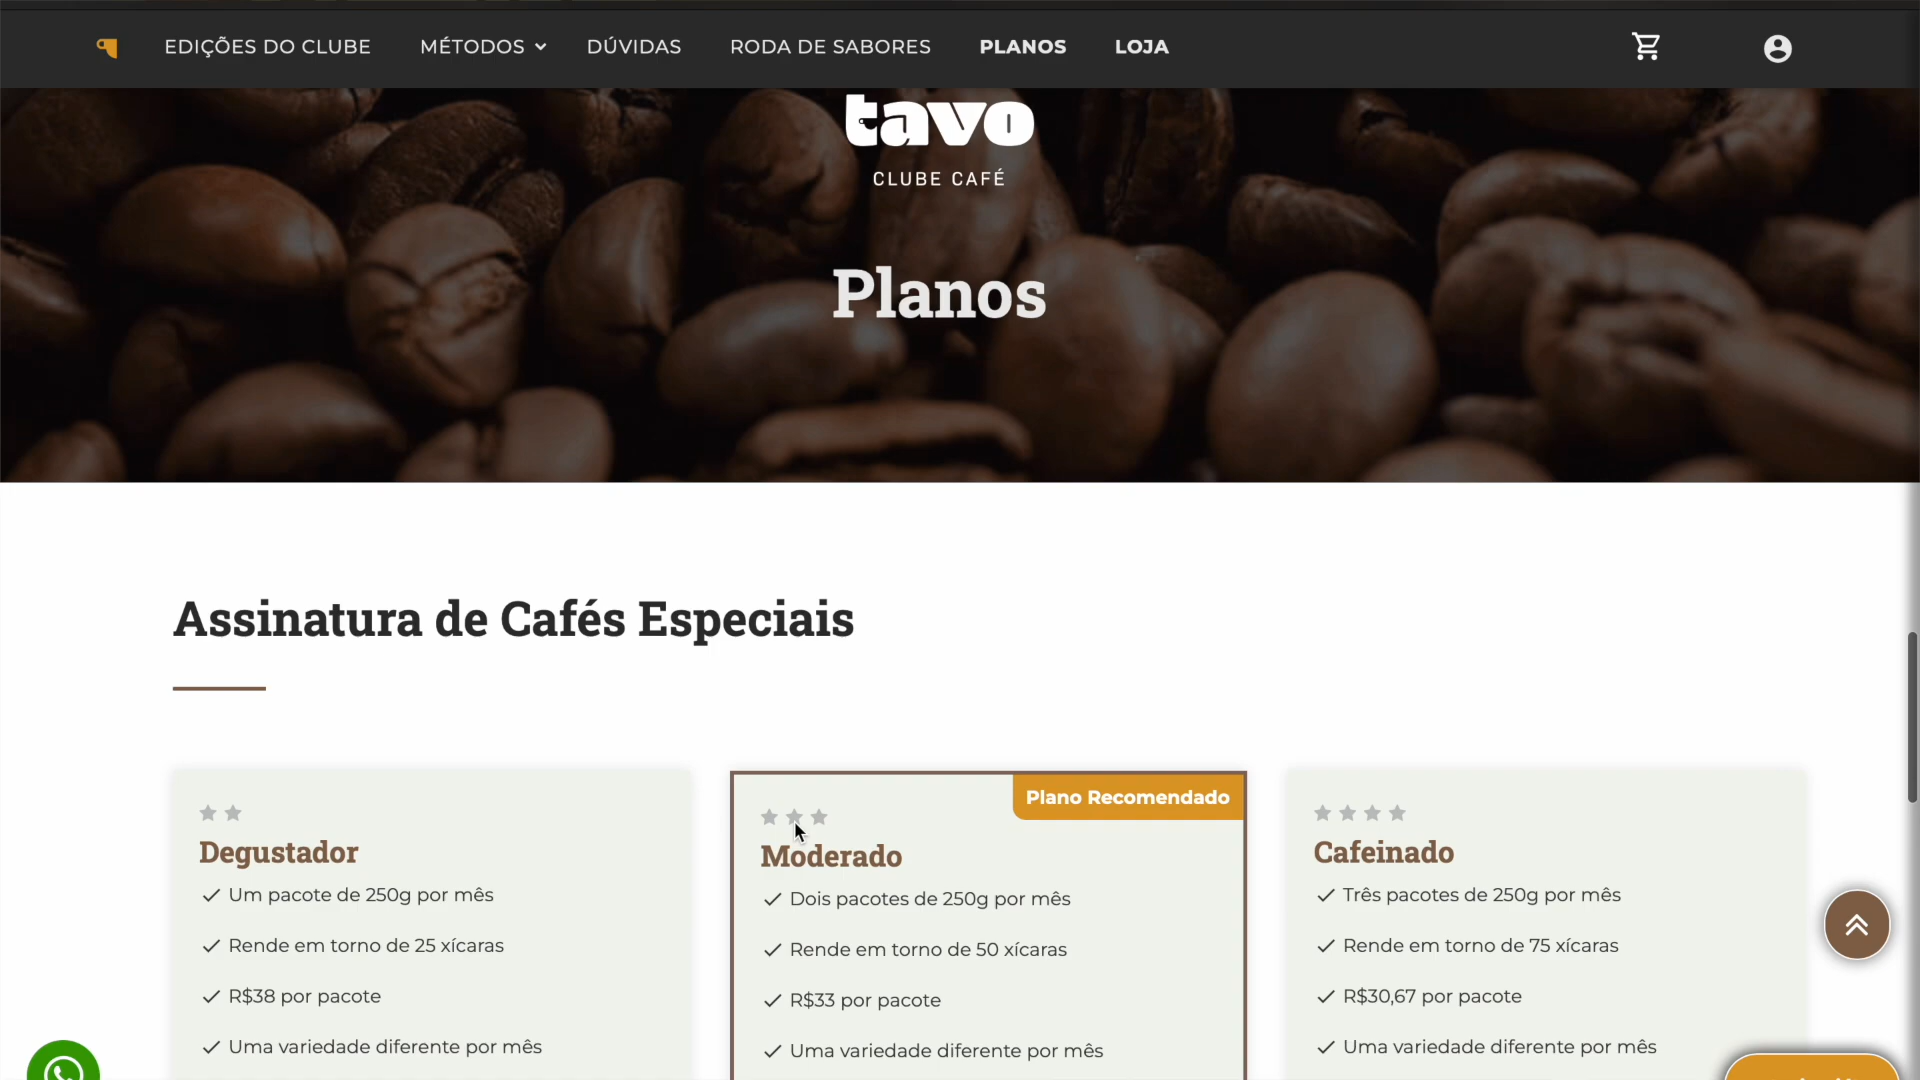 EDIÇÕES DO CLUBE MÉTODOS DÚVIDAS RODA DE SABORES PLANOS LOJA
tavo
CLUBE CAFÉ
Planos
Assinatura de Cafés Especiais
Degustador
Um pacote de 250g por mês
Rende em torno de 25 xícaras
R$38 por pacote
Uma variedade diferente por mês
Plano Recomendado
Moderado
Dois pacotes de 250g por mês
Rende em torno de 50 xícaras
R$33 por pacote
Uma variedade diferente por mês
Cafeinado
Três pacotes de 250g por mês
Rende em torno de 75 xícaras
R$30,67 por pacote
Uma variedade diferente por mês